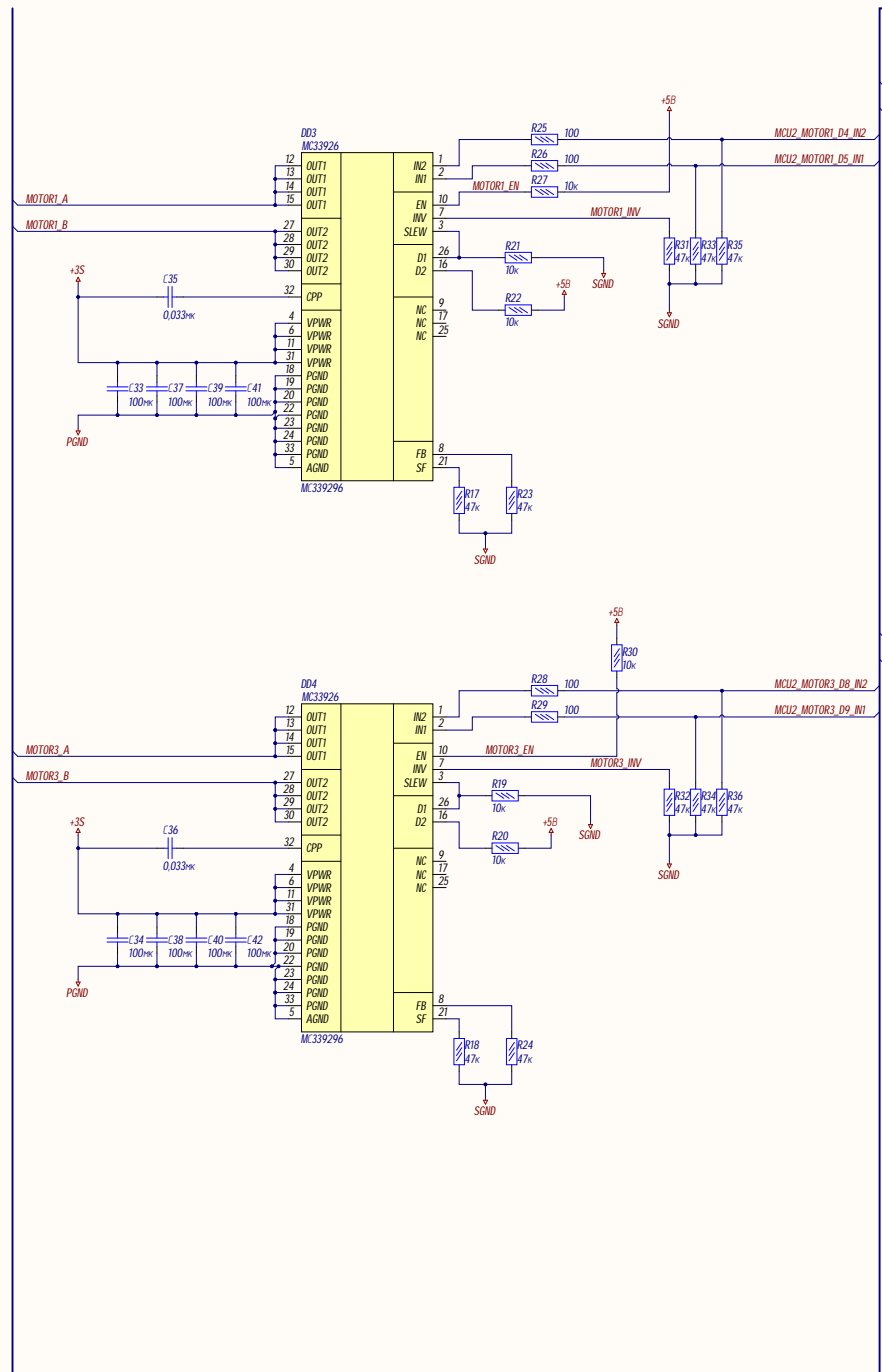 +5В
DD3
MC33926
R25 100
MCU2_MOTOR1_D4_IN2
R26 100
MCU2_MOTOR1_D5_IN1
MOTOR1_EN
R27 10к
MOTOR1_INV
MOTOR1_A
MOTOR1_B
12 OUT1
13 OUT1
14 OUT1
15 OUT1
27 OUT2
28 OUT2
29 OUT2
30 OUT2
32 CPP
4 VPWR
6 VPWR
11 VPWR
31 VPWR
18 PGND
19 PGND
20 PGND
22 PGND
23 PGND
24 PGND
33 PGND
5 AGND
IN2 1
IN1 2
EN 10
INV 7
SLEW 3
D1 26
D2 16
NC 9
NC 17
NC 25
FB 8
SF 21
MC339296
R21
10к
SGND
R22
10к
+5В
R31
47к
R33
47к
R35
47к
SGND
+3S
C35
0,033мк
C33
100мк
C37
100мк
C39
100мк
C41
100мк
PGND
R17
47к
R23
47к
SGND
+5В
R30
10к
DD4
MC33926
R28 100
MCU2_MOTOR3_D8_IN2
R29 100
MCU2_MOTOR3_D9_IN1
MOTOR3_EN
MOTOR3_INV
MOTOR3_A
MOTOR3_B
12 OUT1
13 OUT1
14 OUT1
15 OUT1
27 OUT2
28 OUT2
29 OUT2
30 OUT2
32 CPP
4 VPWR
6 VPWR
11 VPWR
31 VPWR
18 PGND
19 PGND
20 PGND
22 PGND
23 PGND
24 PGND
33 PGND
5 AGND
IN2 1
IN1 2
EN 10
INV 7
SLEW 3
D1 26
D2 16
NC 9
NC 17
NC 25
FB 8
SF 21
MC339296
R19
10к
SGND
R20
10к
+5В
R32
47к
R34
47к
R36
47к
SGND
+3S
C36
0,033мк
C34
100мк
C38
100мк
C40
100мк
C42
100мк
PGND
R18
47к
R24
47к
SGND